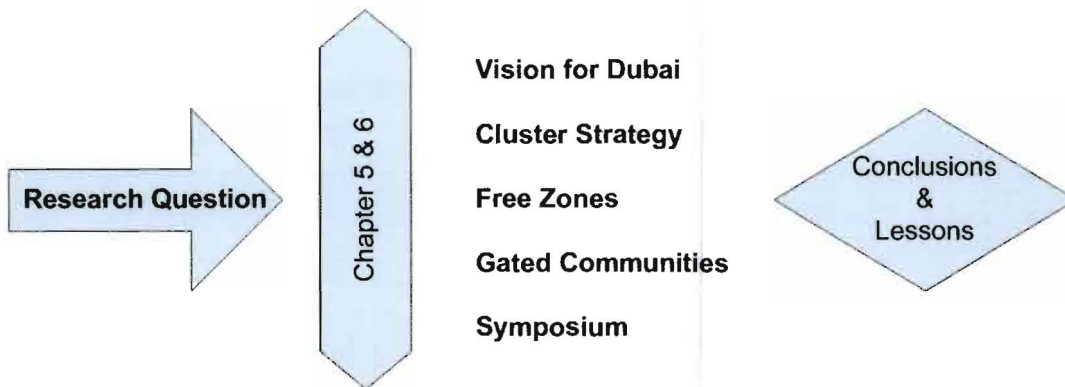 Research Question
Chapter 5 & 6
Vision for Dubai
Cluster Strategy
Free Zones
Gated Communities
Symposium
Conclusions
&
Lessons